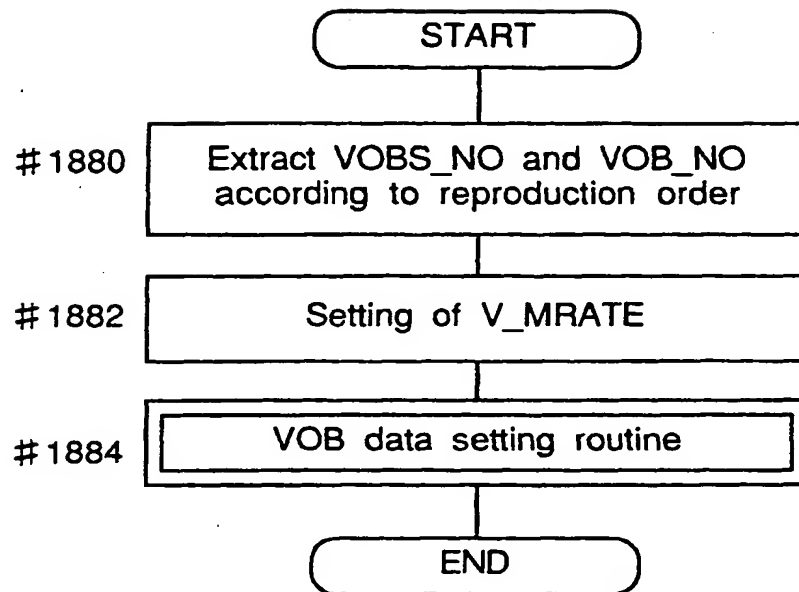 START
#1880
Extract VOBS_NO and VOB_NO
according to reproduction order
#1882
Setting of V_MRATE
#1884
VOB data setting routine
END